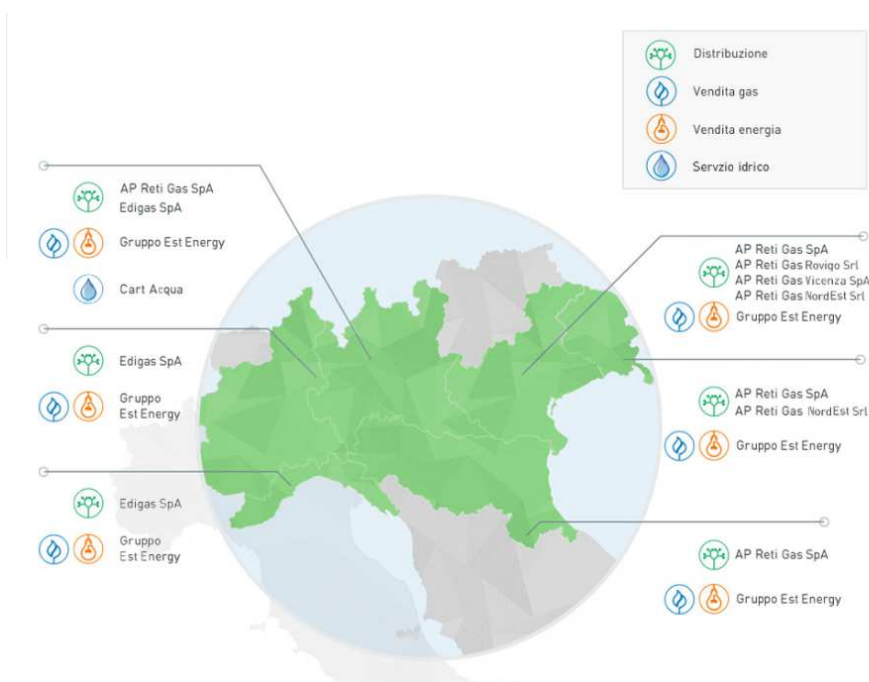 Distribuzione
Vendita gas
Vendita energia
Servzio idrico
AP Reti Gas SpA
Edigas SpA
Gruppo Est Energy
Cart Acqua
Edigas SpA
Gruppo
Est Energy
Edigas SpA
Gruppo
Est Energy
AP Reti Gas SpA
AP Reti Gas Rovigo Srl
AP Reti Gas Vicenza SpA
AP Reti Gas NordEst Srl
Gruppo Est Energy
AP Reti Gas SpA
AP Reti Gas NordEst Srl
Gruppo Est Energy
AP Reti Gas SpA
Gruppo Est Energy